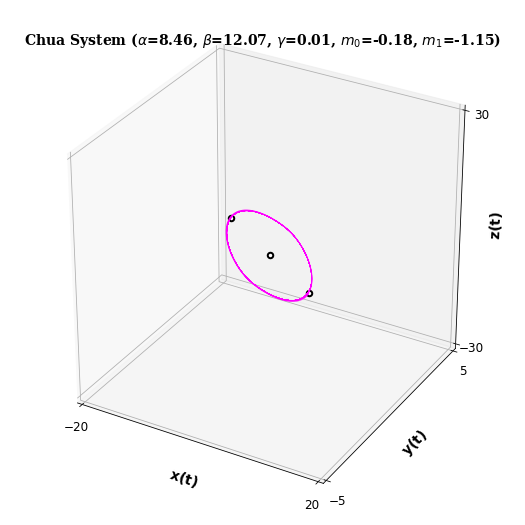 Chua System (α=8.46, β=12.07, γ=0.01, m₀=-0.18, m₁=-1.15)
30
z(t)
−30
5
y(t)
−20
x(t)
20
−5